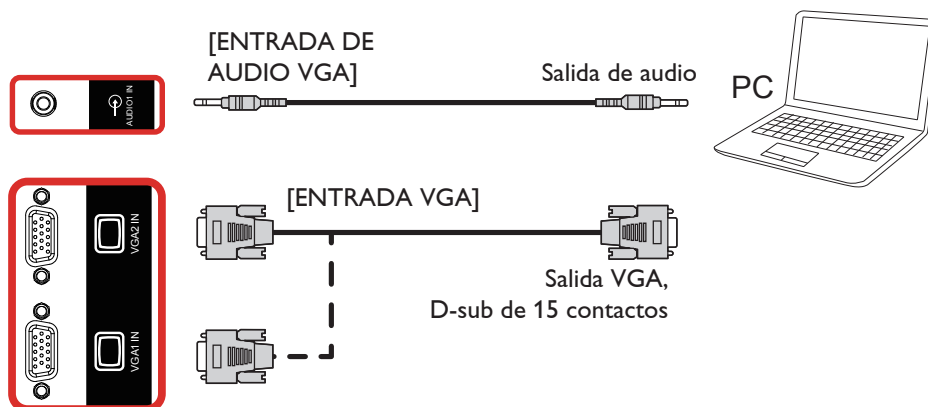 [ENTRADA DE
AUDIO VGA]
Salida de audio
PC
AUDIO1 IN
[ENTRADA VGA]
VGA2 IN
Salida VGA,
D-sub de 15 contactos
VGA1 IN